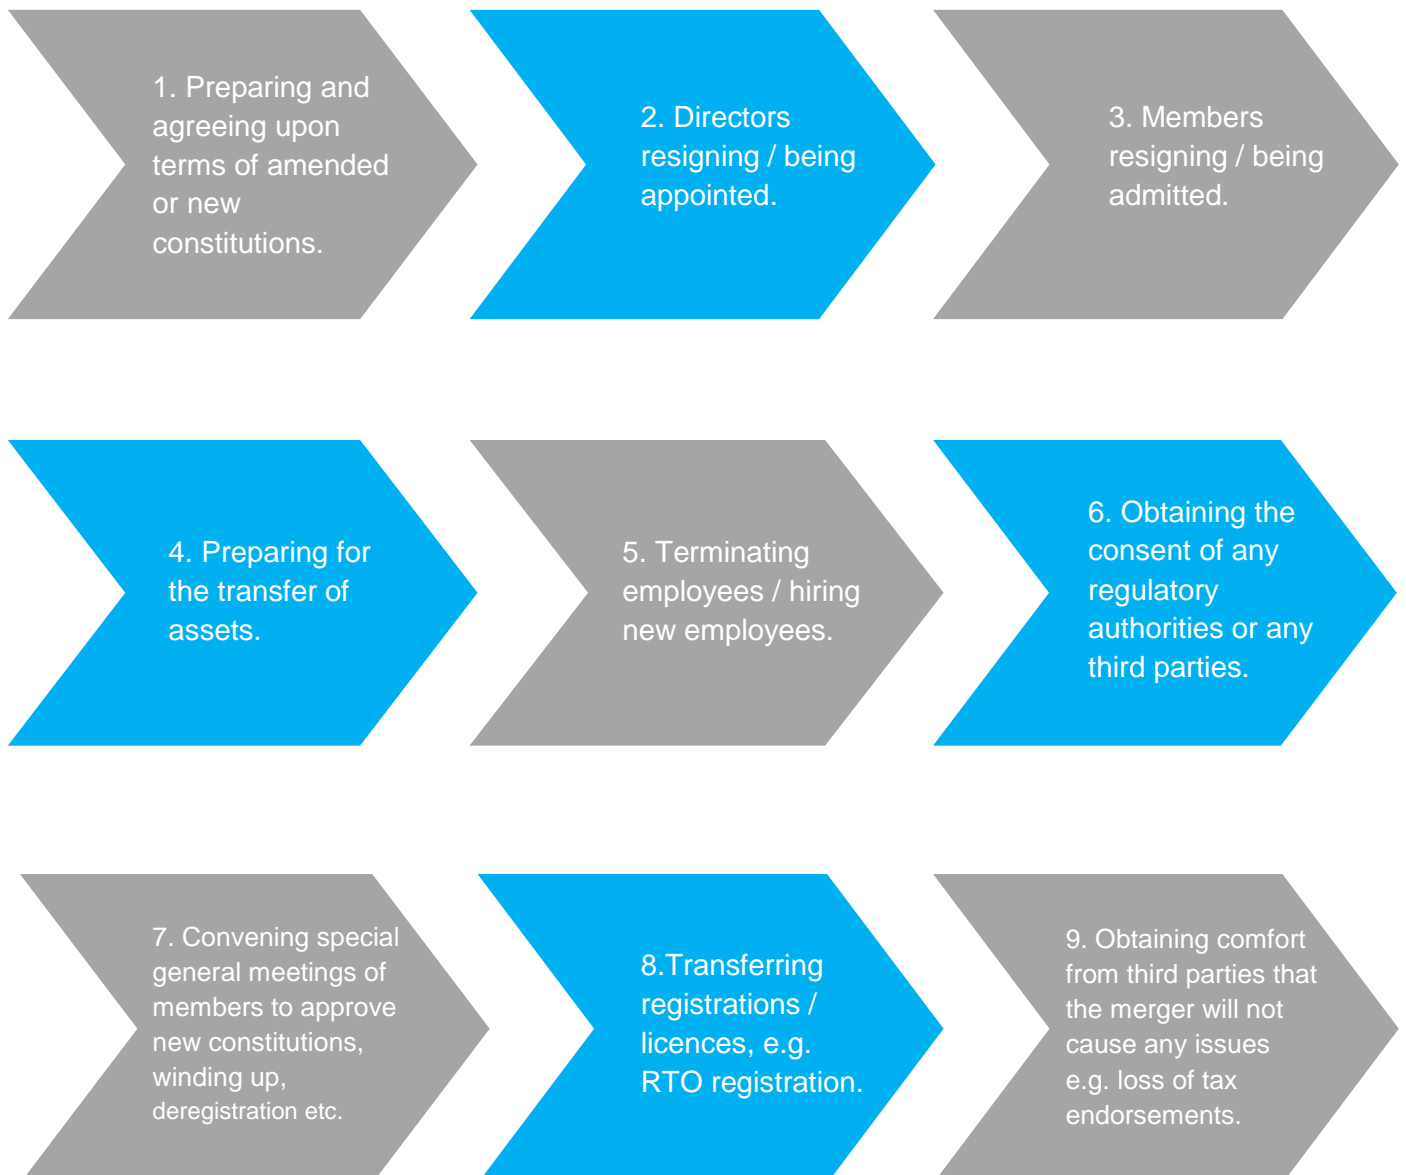 1. Preparing and
agreeing upon
terms of amended
or new
constitutions.
2. Directors
resigning / being
appointed.
3. Members
resigning / being
admitted.
4. Preparing for
the transfer of
assets.
5. Terminating
employees / hiring
new employees.
6. Obtaining the
consent of any
regulatory
authorities or any
third parties.
7. Convening special
general meetings of
members to approve
new constitutions,
winding up,
deregistration etc.
8.Transferring
registrations /
licences, e.g.
RTO registration.
9. Obtaining comfort
from third parties that
the merger will not
cause any issues
e.g. loss of tax
endorsements.